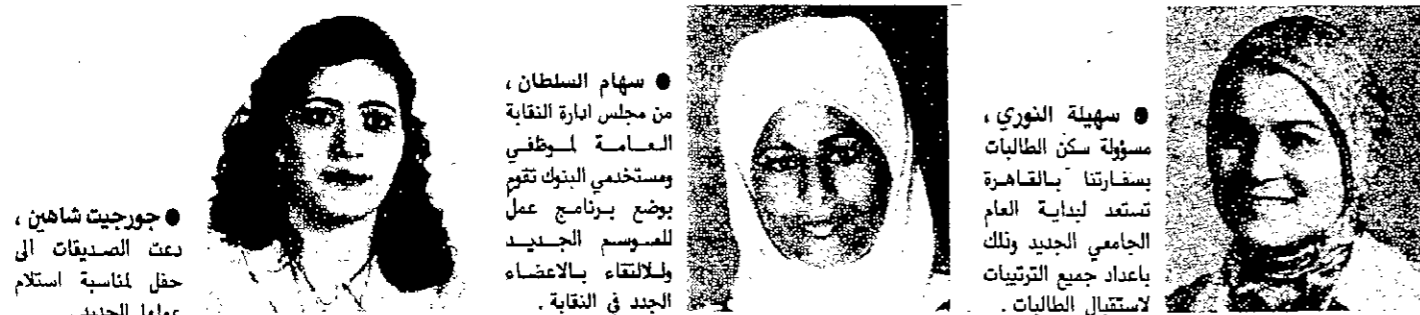 ● سهيلة النوري ،
مسؤولة سكن الطالبات
بسفارتنا بالقاهرة
تستعد لبداية العام
الجامعي الجديد وذلك
باعداد جميع الترتيبات
لاستقبال الطالبات .
● سهام السلطان ،
من مجلس ادارة النقابة
العامة لموظفي
ومستخدمي البنوك تقوم
بوضع برنامج عمل
للموسم الجديد
وللالتقاء بالاعضاء
الجدد في النقابة .
● جورجيت شاهين ،
دعت الصديقات الى
حفل لمناسبة استلام
عملها الجديد .